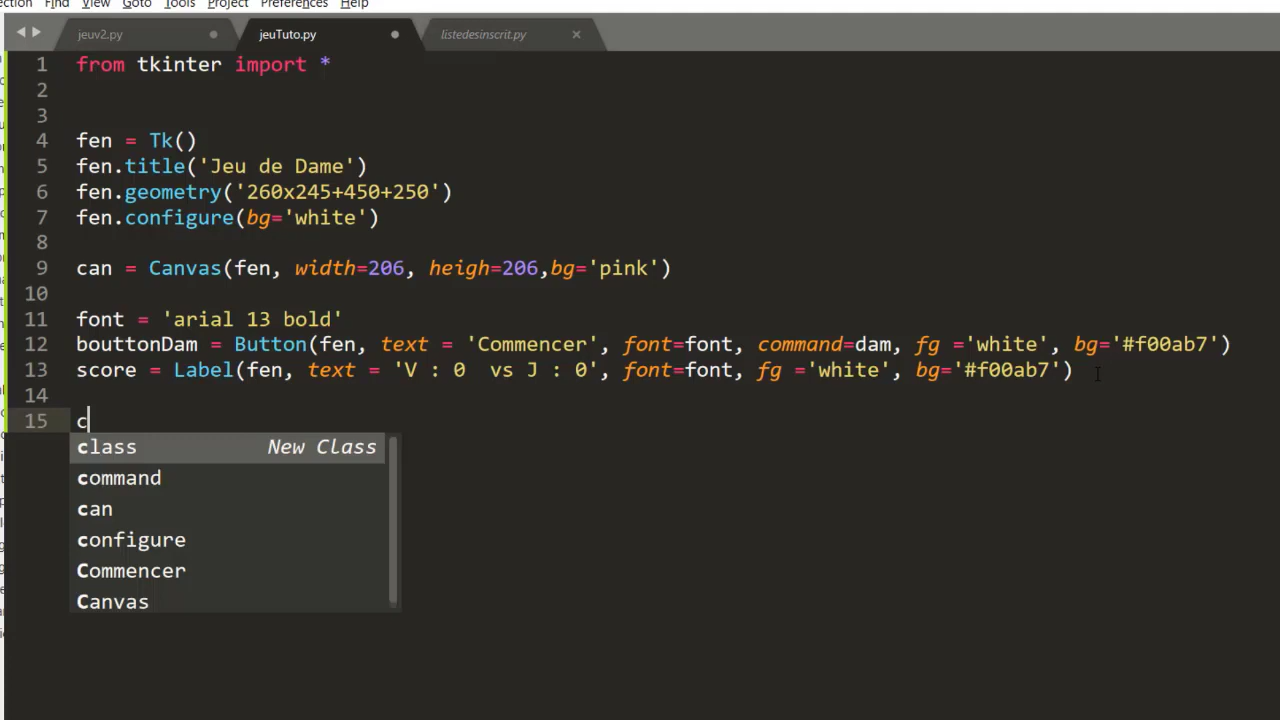 ection Find View Goto Tools Project Preferences Help
jeuv2.py jeuTuto.py listedesinscrit.py
1 from tkinter import *
2
3
4 fen = Tk()
5 fen.title('Jeu de Dame')
6 fen.geometry('260x245+450+250')
7 fen.configure(bg='white')
8
9 can = Canvas(fen, width=206, heigh=206,bg='pink')
10
11 font = 'arial 13 bold'
12 bouttonDam = Button(fen, text = 'Commencer', font=font, command=dam, fg ='white', bg='#f00ab7')
13 score = Label(fen, text = 'V : 0  vs J : 0', font=font, fg ='white', bg='#f00ab7')
14
15 c
class New Class
command
can
configure
Commencer
Canvas